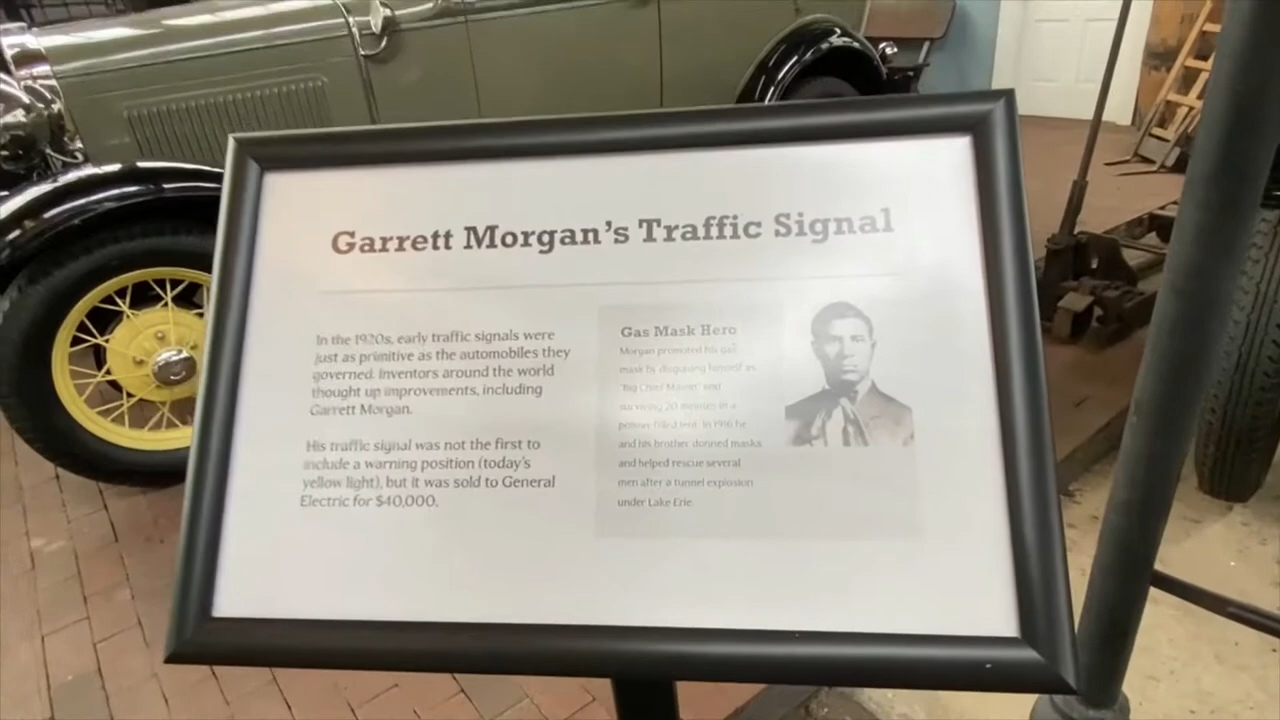 Garrett Morgan's Traffic Signal
In the 1920s, early traffic signals were
just as primitive as the automobiles they
governed. Inventors around the world
thought up improvements, including
Garrett Morgan.
His traffic signal was not the first to
include a warning position (today's
yellow light), but it was sold to General
Electric for $40,000.
Gas Mask Hero
Morgan promoted his gas
mask by disguising himself as
"Big Chief Mason" and
surviving 20 minutes in a
poison-filled tent. In 1916 he
and his brother donned masks
and helped rescue several
men after a tunnel explosion
under Lake Erie.